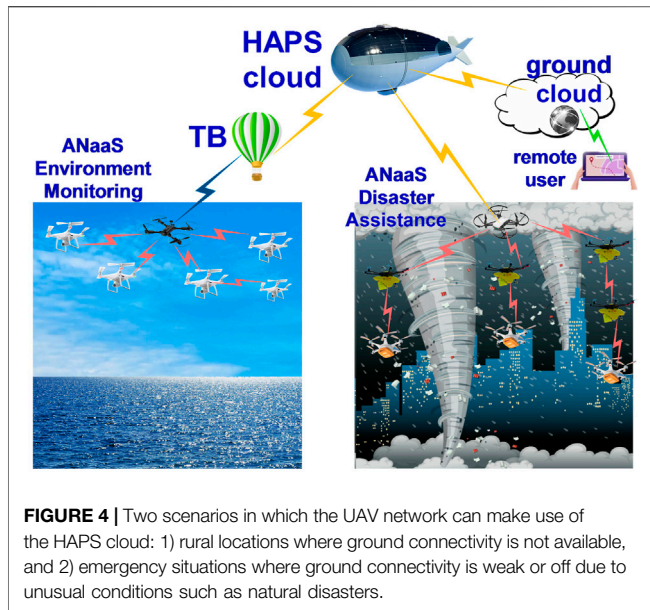 HAPS
cloud
ground
cloud
TB
remote
user
ANaaS
Environment
Monitoring
ANaaS
Disaster
Assistance
FIGURE 4 | Two scenarios in which the UAV network can make use of
the HAPS cloud: 1) rural locations where ground connectivity is not available,
and 2) emergency situations where ground connectivity is weak or off due to
unusual conditions such as natural disasters.